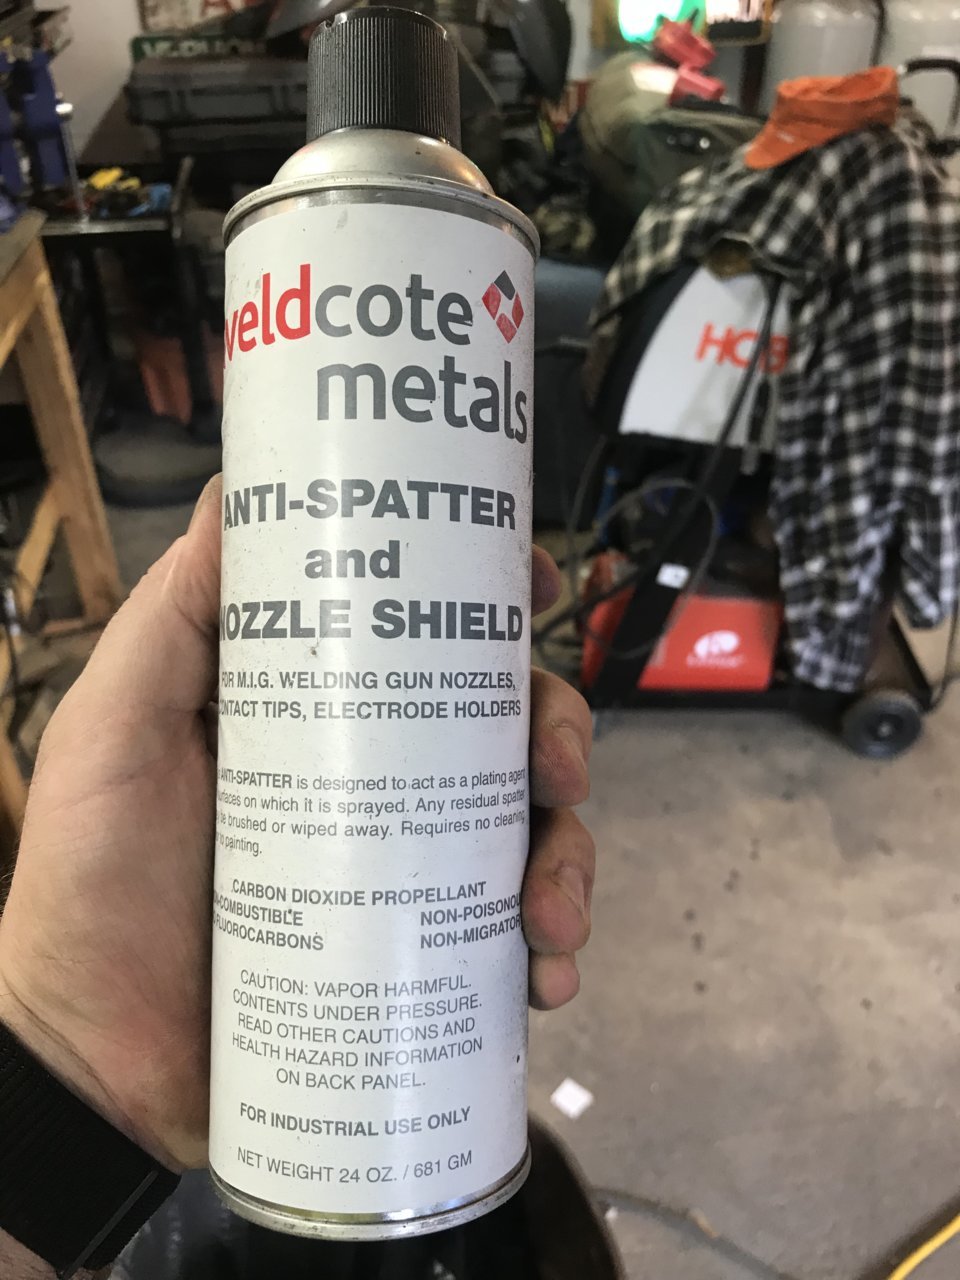 weldcote
metals
ANTI-SPATTER
and
NOZZLE SHIELD
FOR M.I.G. WELDING GUN NOZZLES,
CONTACT TIPS, ELECTRODE HOLDERS
ANTI-SPATTER is designed to act as a plating agent
surfaces on which it is sprayed. Any residual spatter
be brushed or wiped away. Requires no cleaning
to painting.
CARBON DIOXIDE PROPELLANT
NON-COMBUSTIBLE NON-POISONOUS
FLUOROCARBONS NON-MIGRATORY
CAUTION: VAPOR HARMFUL.
CONTENTS UNDER PRESSURE.
READ OTHER CAUTIONS AND
HEALTH HAZARD INFORMATION
ON BACK PANEL.
FOR INDUSTRIAL USE ONLY
NET WEIGHT 24 OZ. / 681 GM